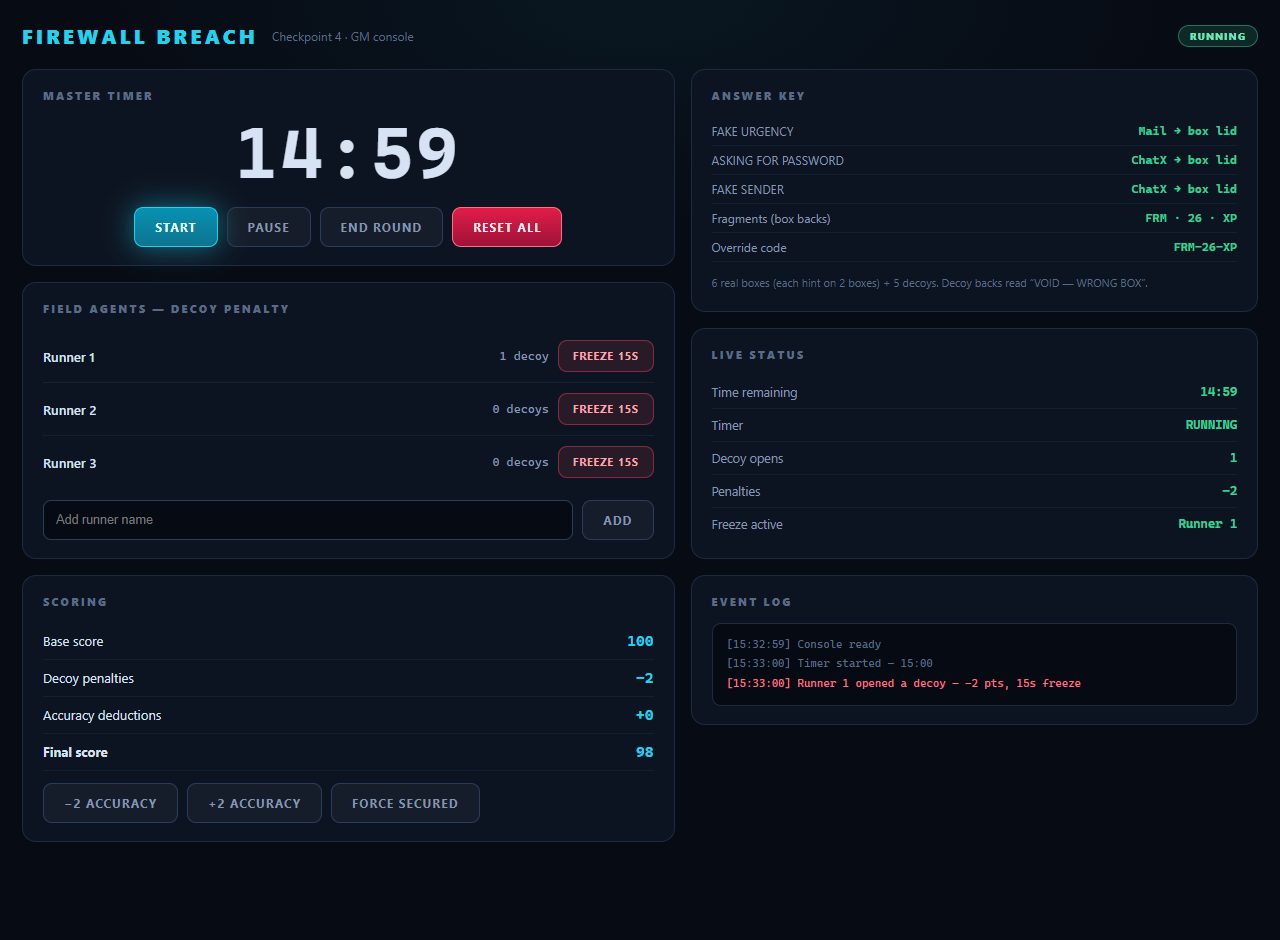 FIREWALL BREACH Checkpoint 4 · GM console RUNNING
MASTER TIMER
14:59
START PAUSE END ROUND RESET ALL
FIELD AGENTS — DECOY PENALTY
Runner 1 1 decoy FREEZE 15S
Runner 2 0 decoys FREEZE 15S
Runner 3 0 decoys FREEZE 15S
Add runner name ADD
SCORING
Base score 100
Decoy penalties −2
Accuracy deductions +0
Final score 98
−2 ACCURACY +2 ACCURACY FORCE SECURED
ANSWER KEY
FAKE URGENCY Mail → box lid
ASKING FOR PASSWORD ChatX → box lid
FAKE SENDER ChatX → box lid
Fragments (box backs) FRM · 26 · XP
Override code FRM-26-XP
6 real boxes (each hint on 2 boxes) + 5 decoys. Decoy backs read “VOID — WRONG BOX”.
LIVE STATUS
Time remaining 14:59
Timer RUNNING
Decoy opens 1
Penalties −2
Freeze active Runner 1
EVENT LOG
[15:32:59] Console ready
[15:33:00] Timer started — 15:00
[15:33:00] Runner 1 opened a decoy — −2 pts, 15s freeze